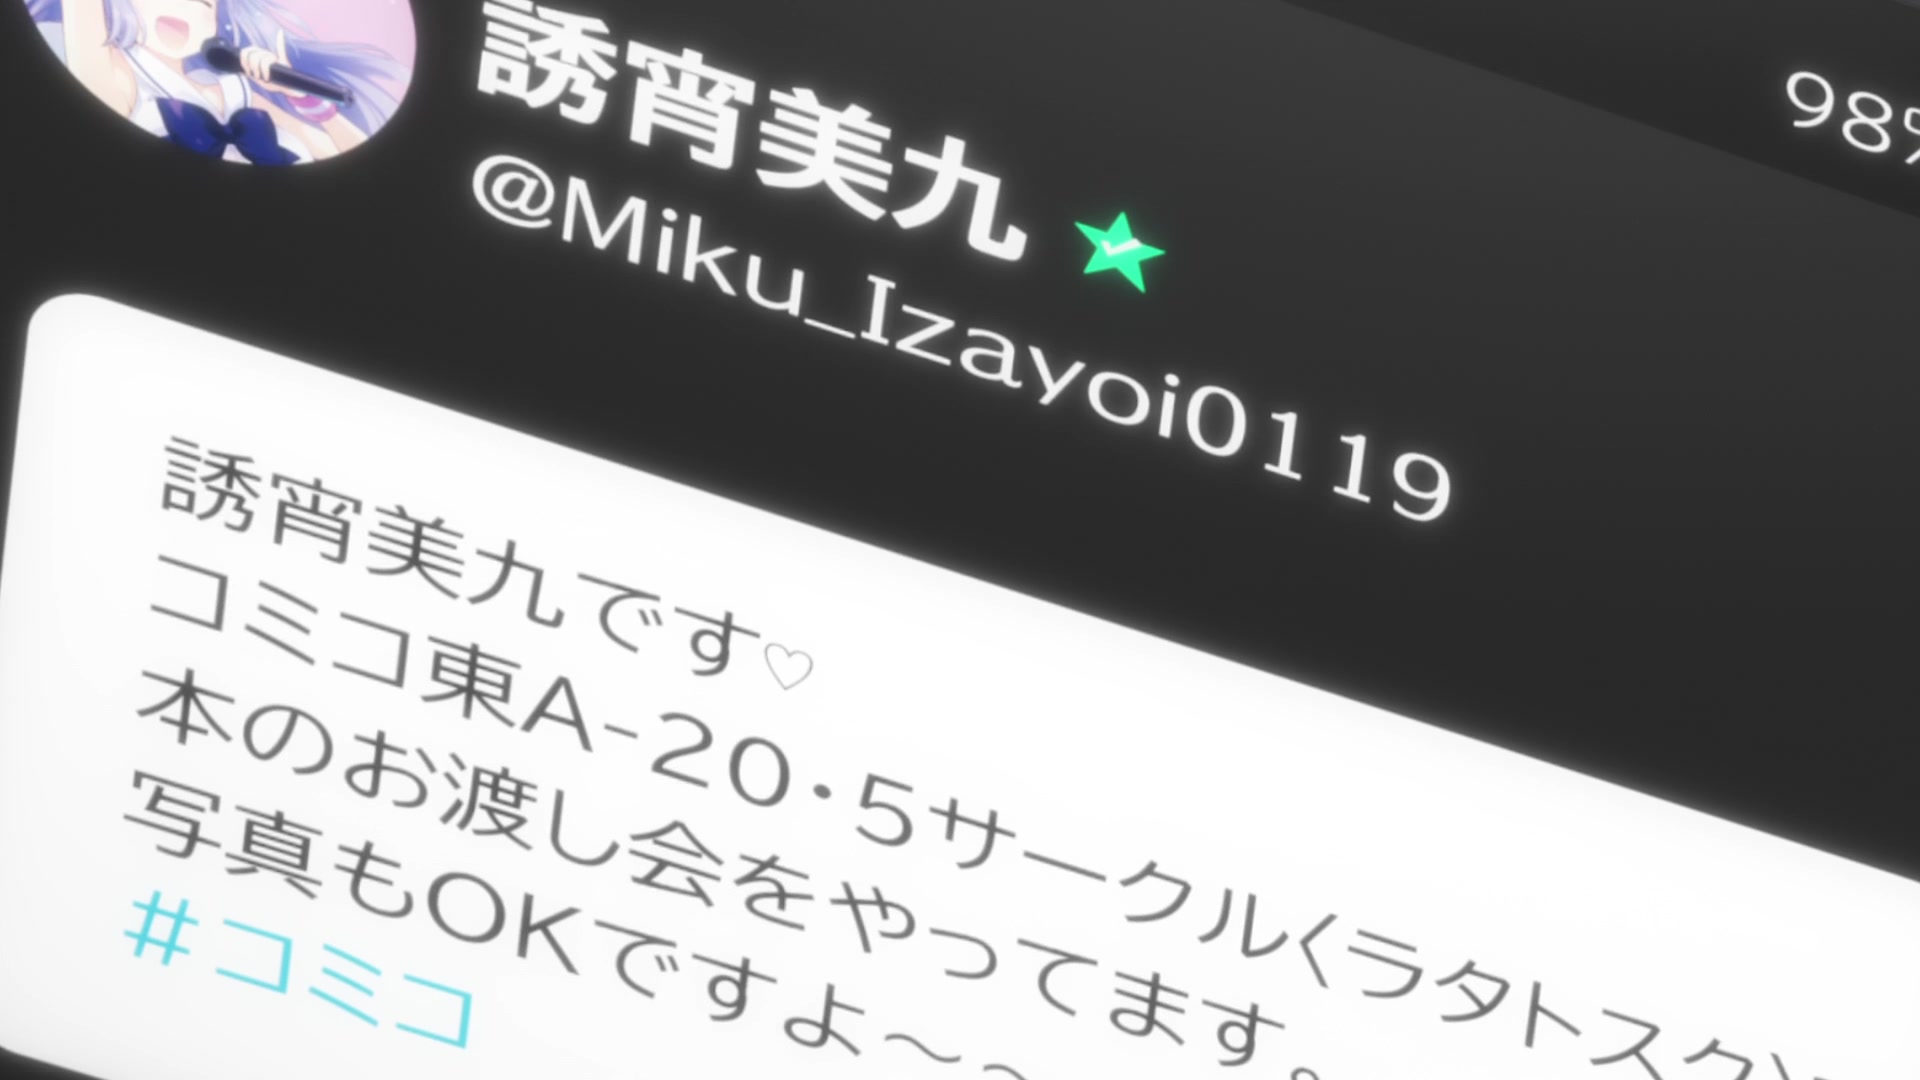 98%
誘宵美九
@Miku_Izayoi0119
誘宵美九です♡
コミコ東A-20・5サークル〈ラタトスク〉
本のお渡し会をやってます。
写真もOKですよ～～
#コミコ